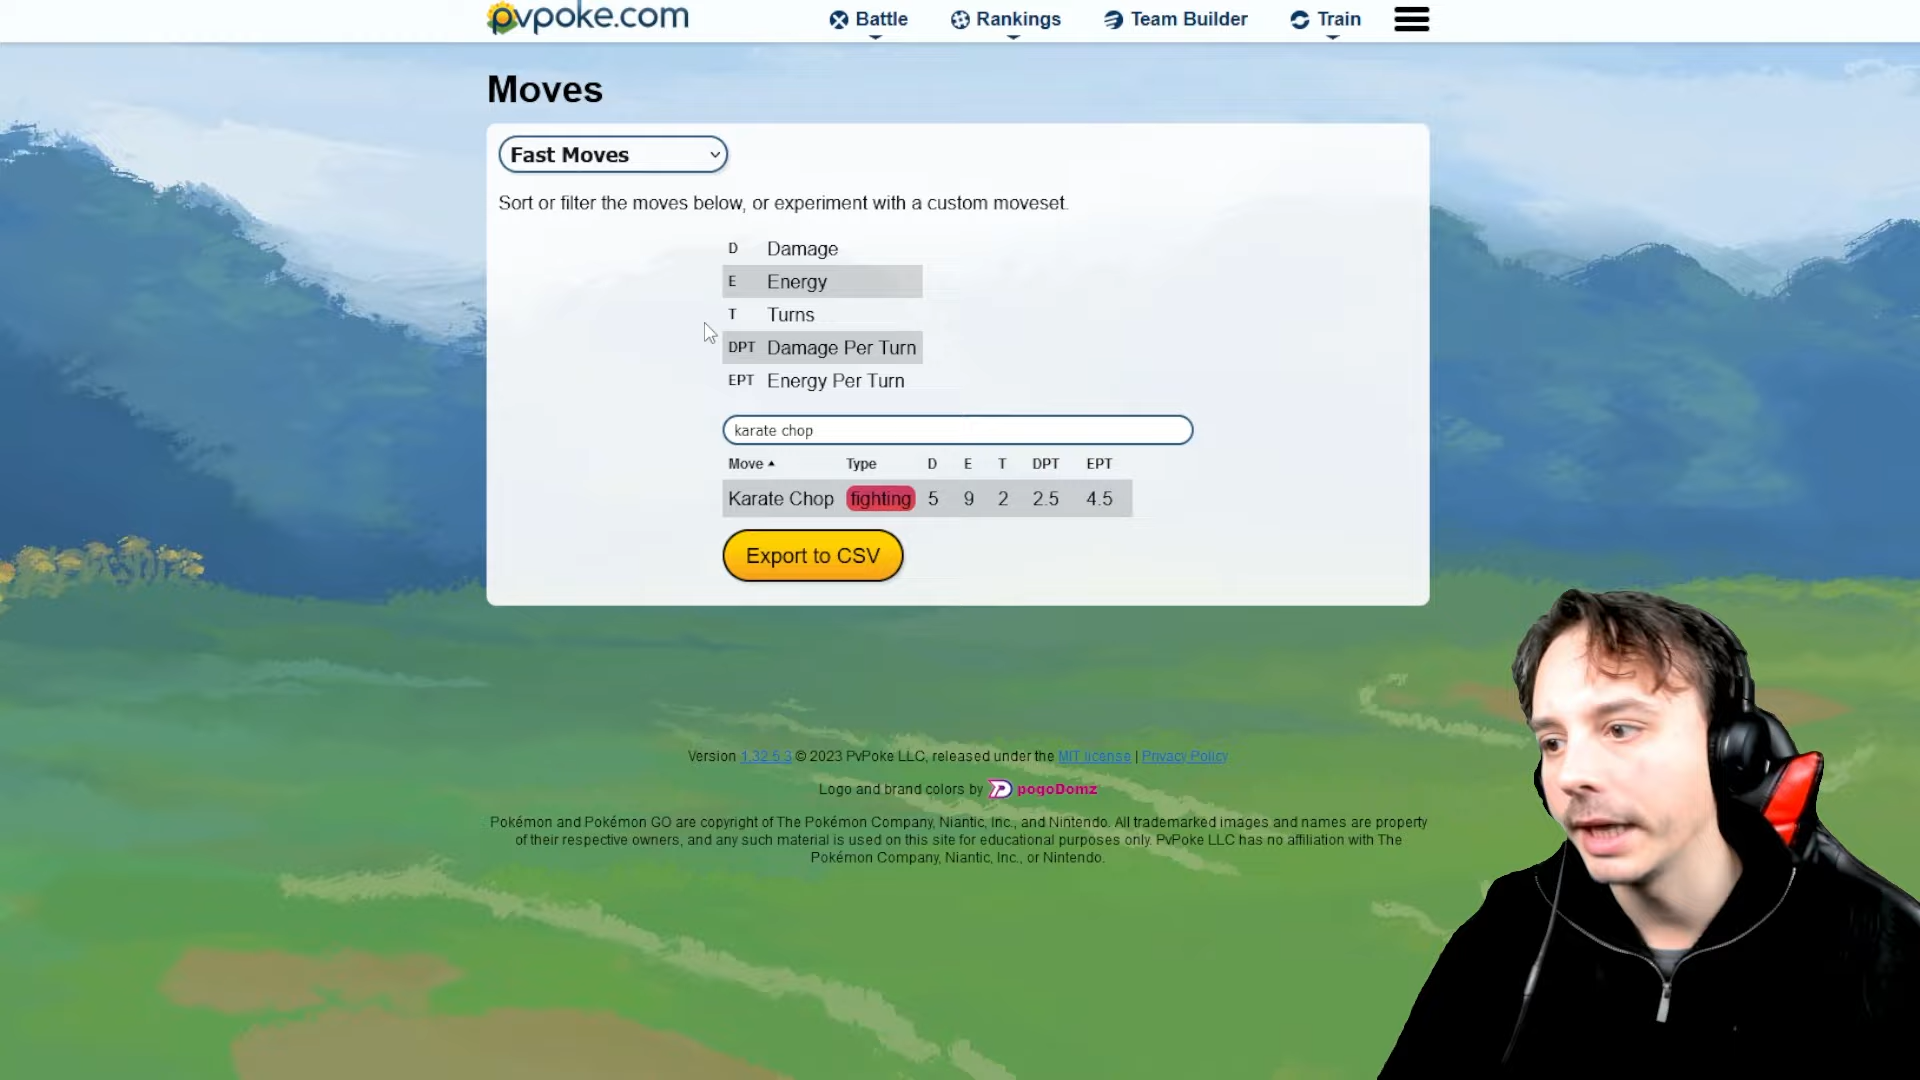 pvpoke.com
Battle
Rankings
Team Builder
Train
Moves
Fast Moves
Sort or filter the moves below, or experiment with a custom moveset.
D Damage
E Energy
T Turns
DPT Damage Per Turn
EPT Energy Per Turn
karate chop
Move Type D E T DPT EPT
Karate Chop fighting 5 9 2 2.5 4.5
Export to CSV
Version 1.32.5.3 © 2023 PvPoke LLC, released under the MIT license | Privacy Policy
Logo and brand colors by pogoDomz
Pokémon and Pokémon GO are copyright of The Pokémon Company, Niantic, Inc., and Nintendo. All trademarked images and names are property
of their respective owners, and any such material is used on this site for educational purposes only. PvPoke LLC has no affiliation with The
Pokémon Company, Niantic, Inc., or Nintendo.